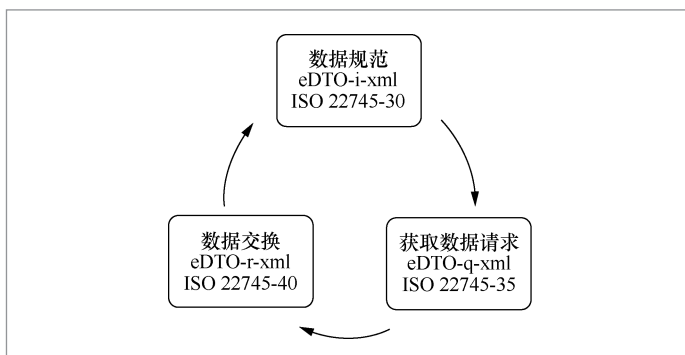 数据规范
eDTO-i-xml
ISO 22745-30
数据交换
eDTO-r-xml
ISO 22745-40
获取数据请求
eDTO-q-xml
ISO 22745-35